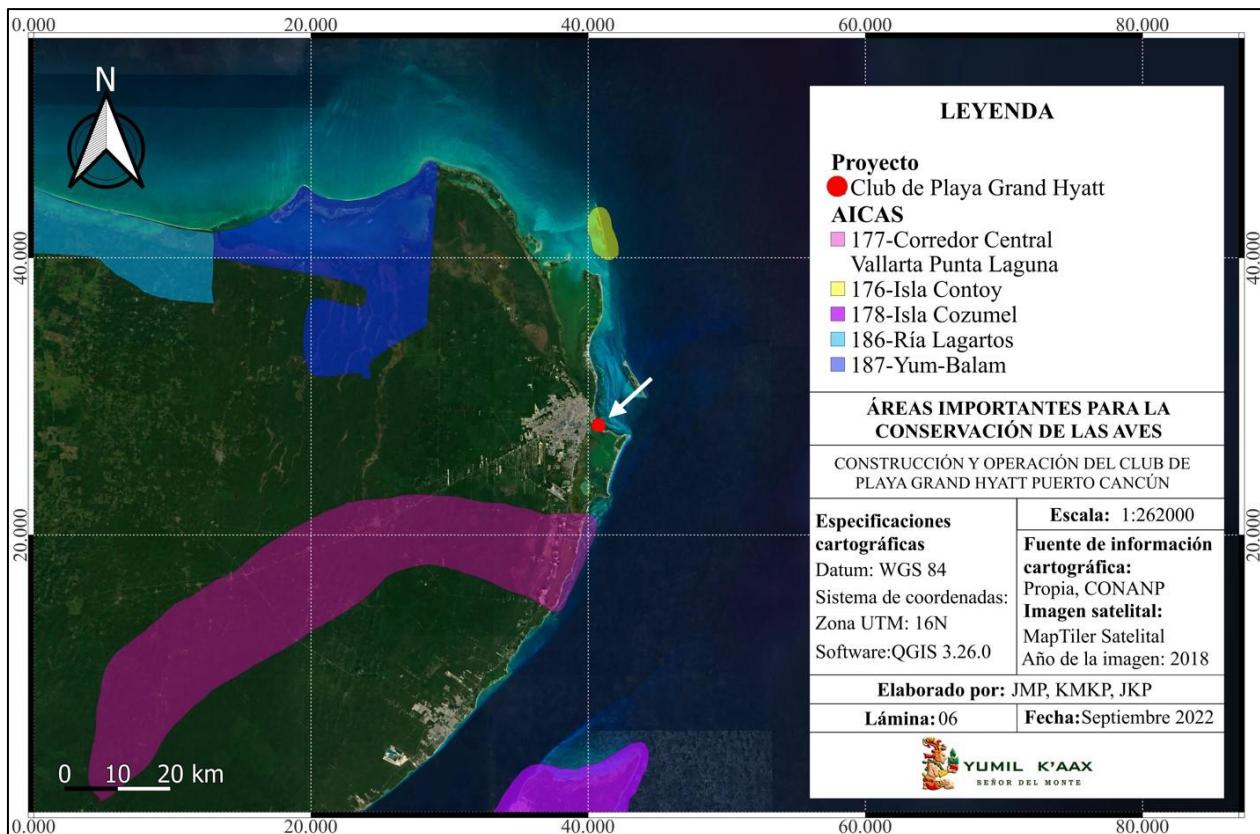 0.000 20.000 40.000 60.000 80.000
N
40.000 40.000
20.000 20.000
0 10 20 km
0.000 20.000 40.000 60.000 80.000
LEYENDA
Proyecto
Club de Playa Grand Hyatt
AICAS
177-Corredor Central
Vallarta Punta Laguna
176-Isla Contoy
178-Isla Cozumel
186-Ría Lagartos
187-Yum-Balam
ÁREAS IMPORTANTES PARA LA
CONSERVACIÓN DE LAS AVES
CONSTRUCCIÓN Y OPERACIÓN DEL CLUB DE
PLAYA GRAND HYATT PUERTO CANCÚN
Especificaciones
cartográficas
Datum: WGS 84
Sistema de coordenadas:
Zona UTM: 16N
Software:QGIS 3.26.0
Escala: 1:262000
Fuente de información
cartográfica:
Propia, CONANP
Imagen satelital:
MapTiler Satelital
Año de la imagen: 2018
Elaborado por: JMP, KMKP, JKP
Lámina: 06
Fecha:Septiembre 2022
YUMIL K'AAX
SEÑOR DEL MONTE